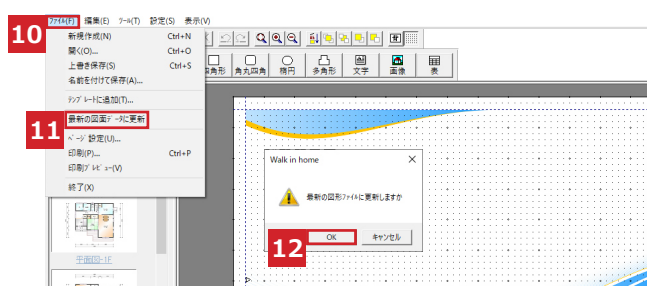 10
ファイル(F) 編集(E) ツール(T) 設定(S) 表示(V)
新規作成(N) Ctrl+N
開く(O)... Ctrl+O
上書き保存(S) Ctrl+S
名前を付けて保存(A)...
テンプレートに追加(T)...
11
最新の図面データに更新
ページ設定(U)...
印刷(P)... Ctrl+P
印刷プレビュー(V)
終了(X)
四角形 角丸四角 楕円 多角形 文字 画像 表
Walk in home
最新の図形ファイルに更新しますか
12
OK キャンセル
平面図-1F